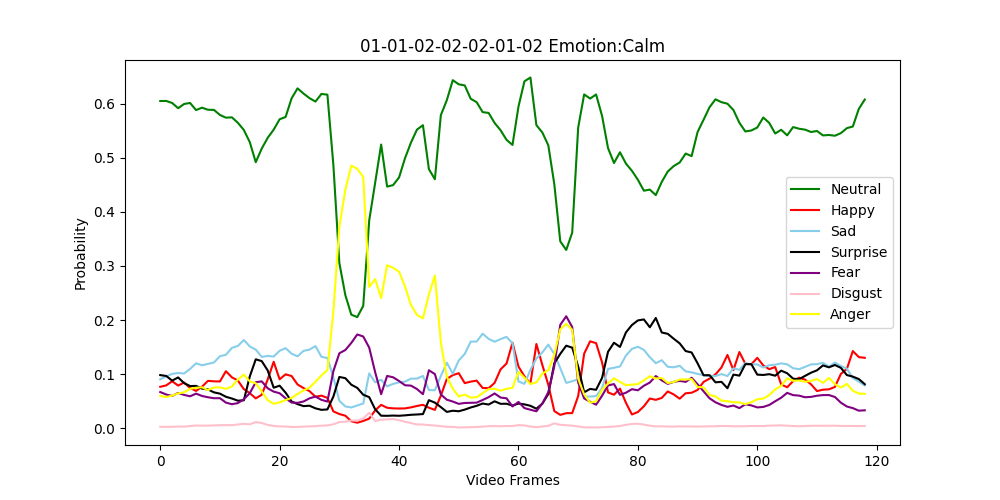 01-01-02-02-02-01-02 Emotion:Calm
Probability
0.6
0.5
0.4
0.3
0.2
0.1
0.0
Neutral
Happy
Sad
Surprise
Fear
Disgust
Anger
0 20 40 60 80 100 120
Video Frames